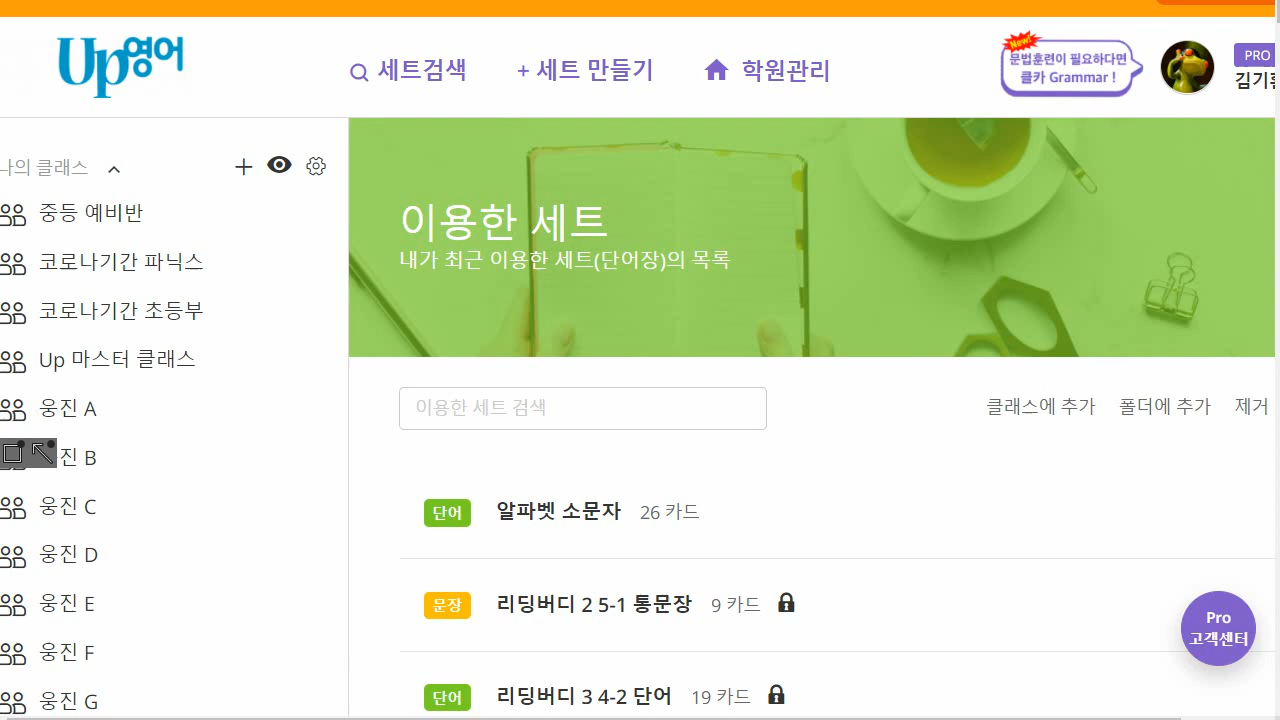 Up영어
세트검색
+ 세트 만들기
학원관리
New!
문법훈련이 필요하다면
클카 Grammar !
PRO
김기
나의 클래스
중등 예비반
코로나기간 파닉스
코로나기간 초등부
Up 마스터 클래스
웅진 A
진 B
웅진 C
웅진 D
웅진 E
웅진 F
웅진 G
이용한 세트
내가 최근 이용한 세트(단어장)의 목록
이용한 세트 검색
클래스에 추가
폴더에 추가
제거
단어 알파벳 소문자 26 카드
문장 리딩버디 2 5-1 통문장 9 카드
단어 리딩버디 3 4-2 단어 19 카드
Pro
고객센터